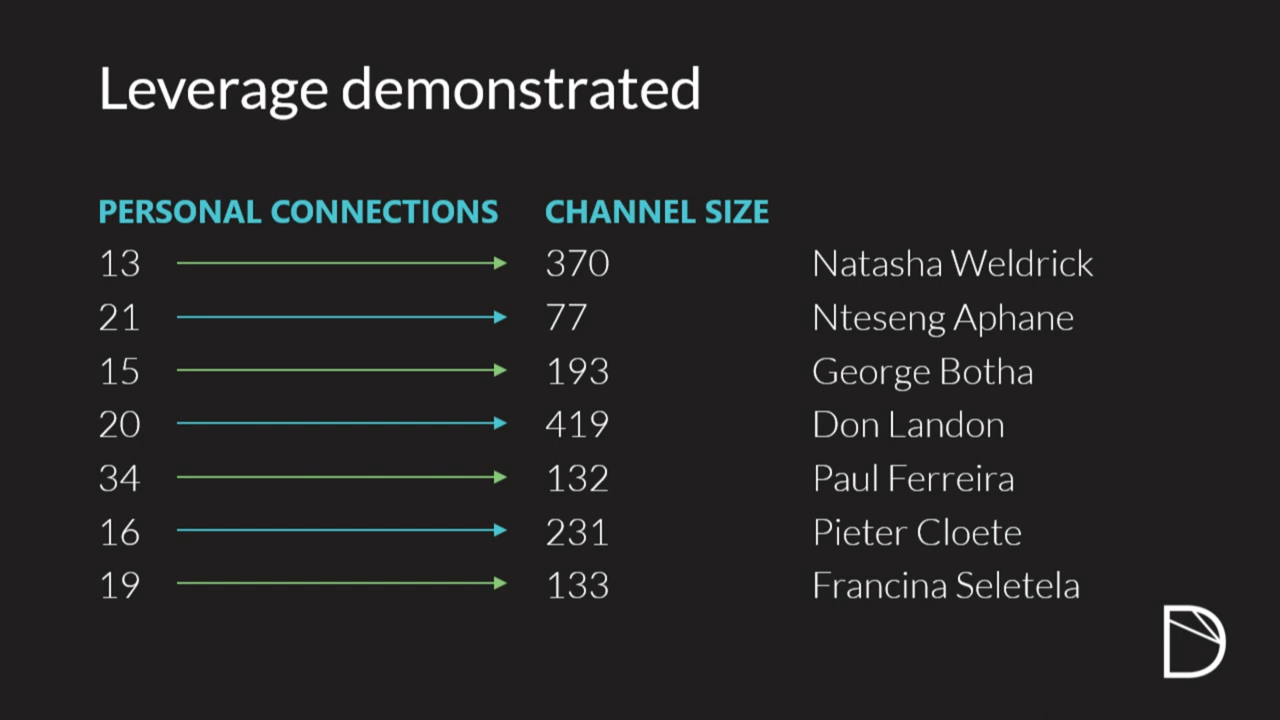 Leverage demonstrated
PERSONAL CONNECTIONS CHANNEL SIZE
13 370 Natasha Weldrick
21 77 Nteseng Aphane
15 193 George Botha
20 419 Don Landon
34 132 Paul Ferreira
16 231 Pieter Cloete
19 133 Francina Seletela